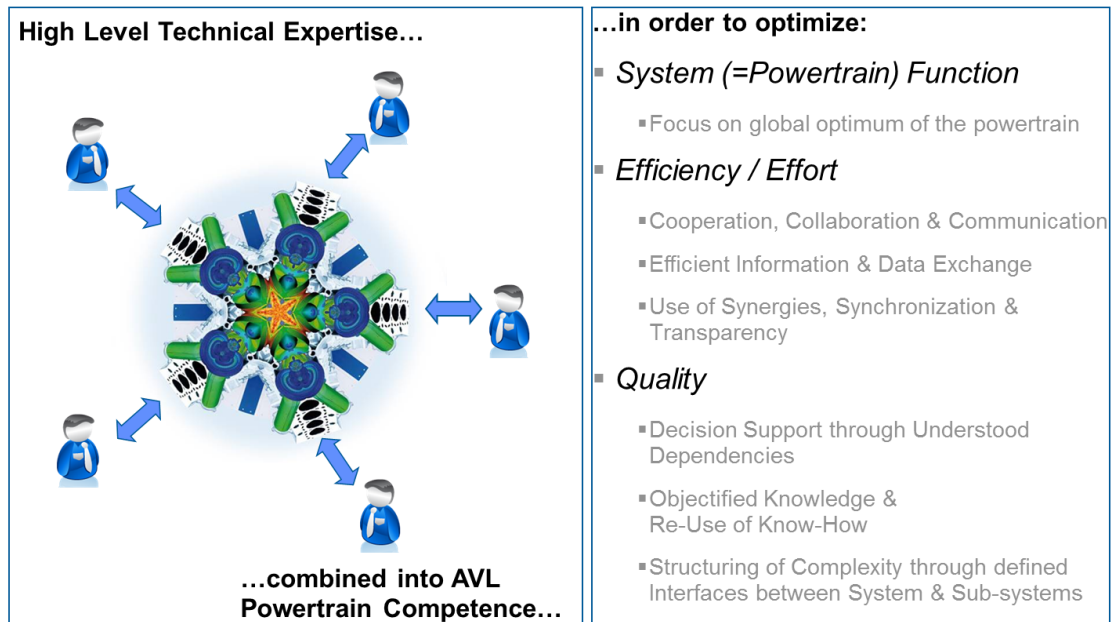 High Level Technical Expertise…
…combined into AVL
Powertrain Competence…
…in order to optimize:
▪ System (=Powertrain) Function
▪Focus on global optimum of the powertrain
▪ Efficiency / Effort
▪Cooperation, Collaboration & Communication
▪Efficient Information & Data Exchange
▪Use of Synergies, Synchronization &
Transparency
▪ Quality
▪Decision Support through Understood
Dependencies
▪Objectified Knowledge &
Re-Use of Know-How
▪Structuring of Complexity through defined
Interfaces between System & Sub-systems